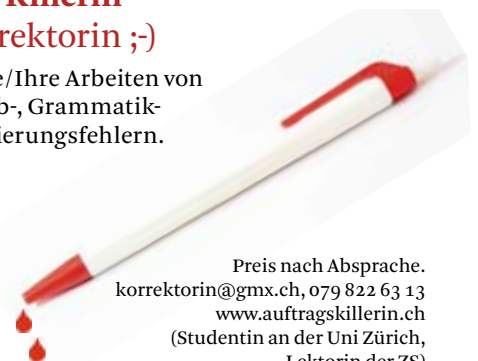 rektorin ;-)
e/Ihre Arbeiten von
b-, Grammatik-
ierungsfehlern.
Preis nach Absprache.
korrektorin@gmx.ch, 079 822 63 13
www.auftragskillerin.ch
(Studentin an der Uni Zürich,
Lektorin der ZS)